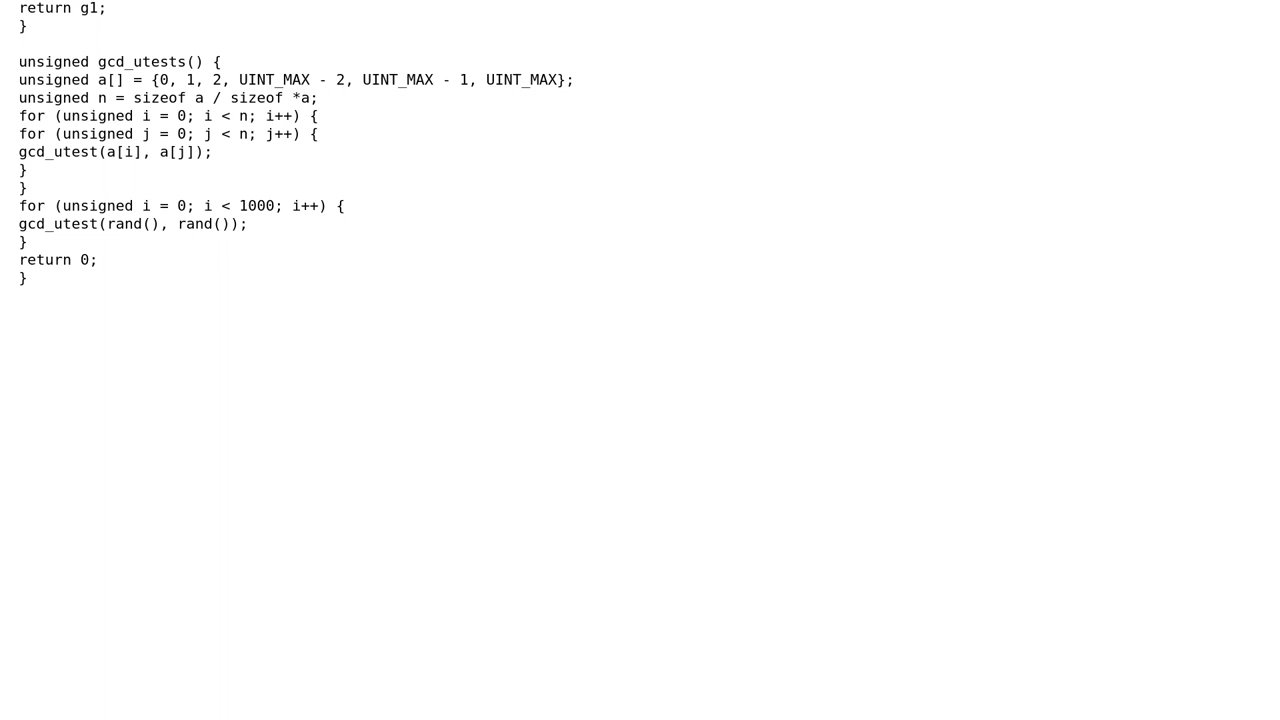 return g1;
}

unsigned gcd_utests() {
unsigned a[] = {0, 1, 2, UINT_MAX - 2, UINT_MAX - 1, UINT_MAX};
unsigned n = sizeof a / sizeof *a;
for (unsigned i = 0; i < n; i++) {
for (unsigned j = 0; j < n; j++) {
gcd_utest(a[i], a[j]);
}
}
for (unsigned i = 0; i < 1000; i++) {
gcd_utest(rand(), rand());
}
return 0;
}